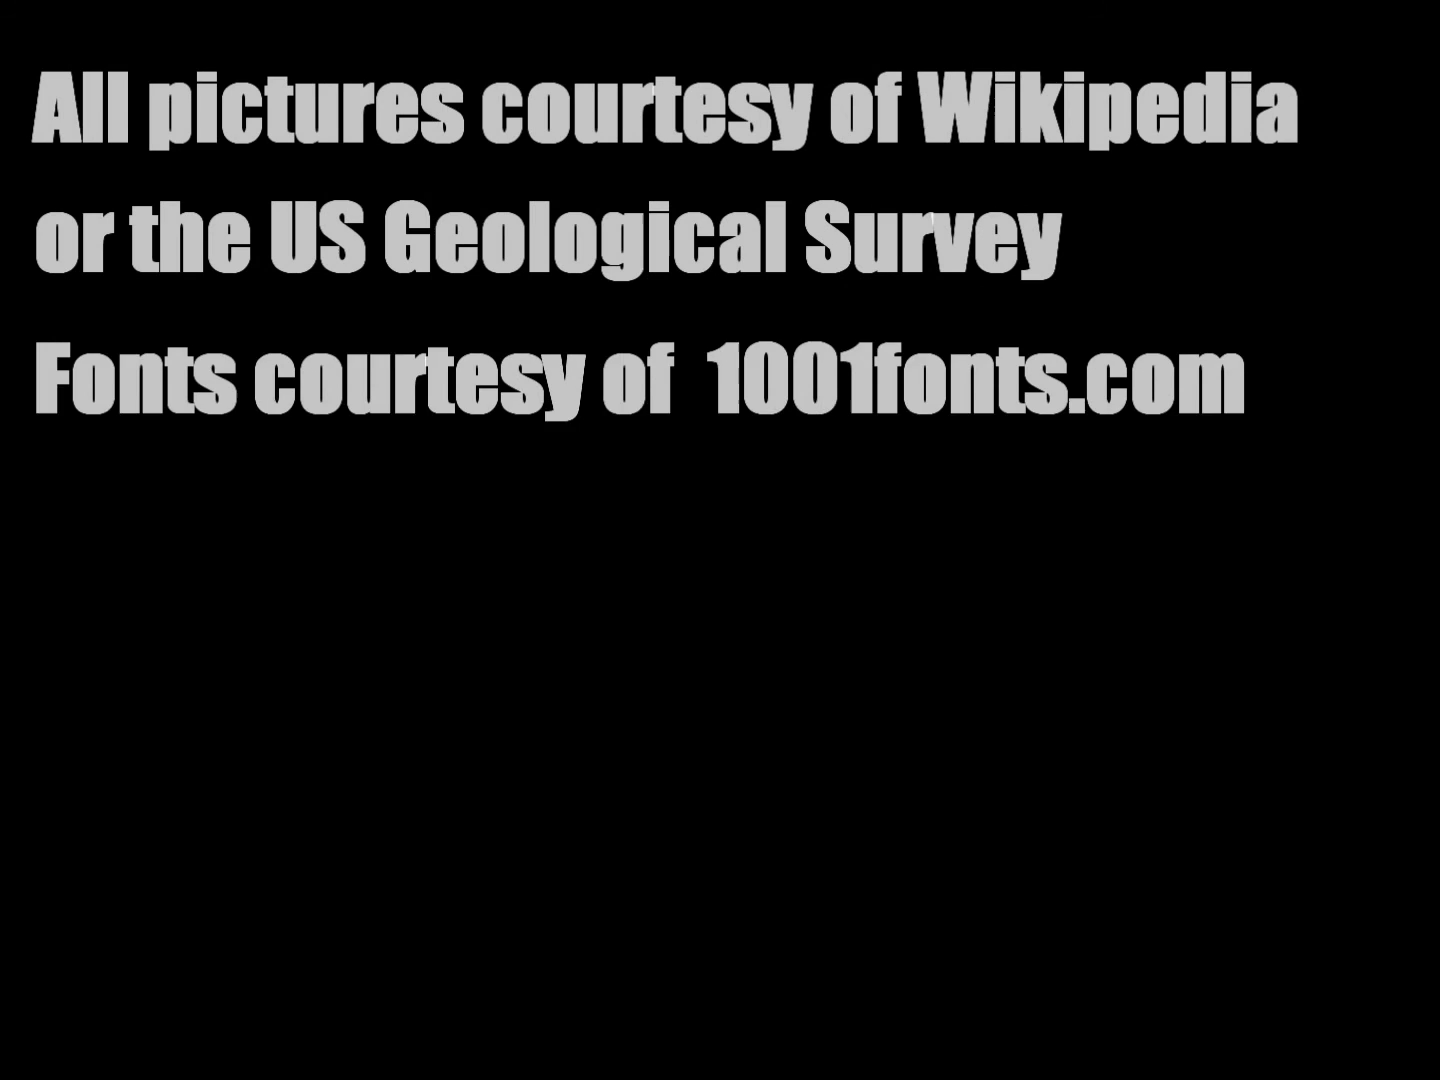 All pictures courtesy of Wikipedia
or the US Geological Survey
Fonts courtesy of 1001fonts.com